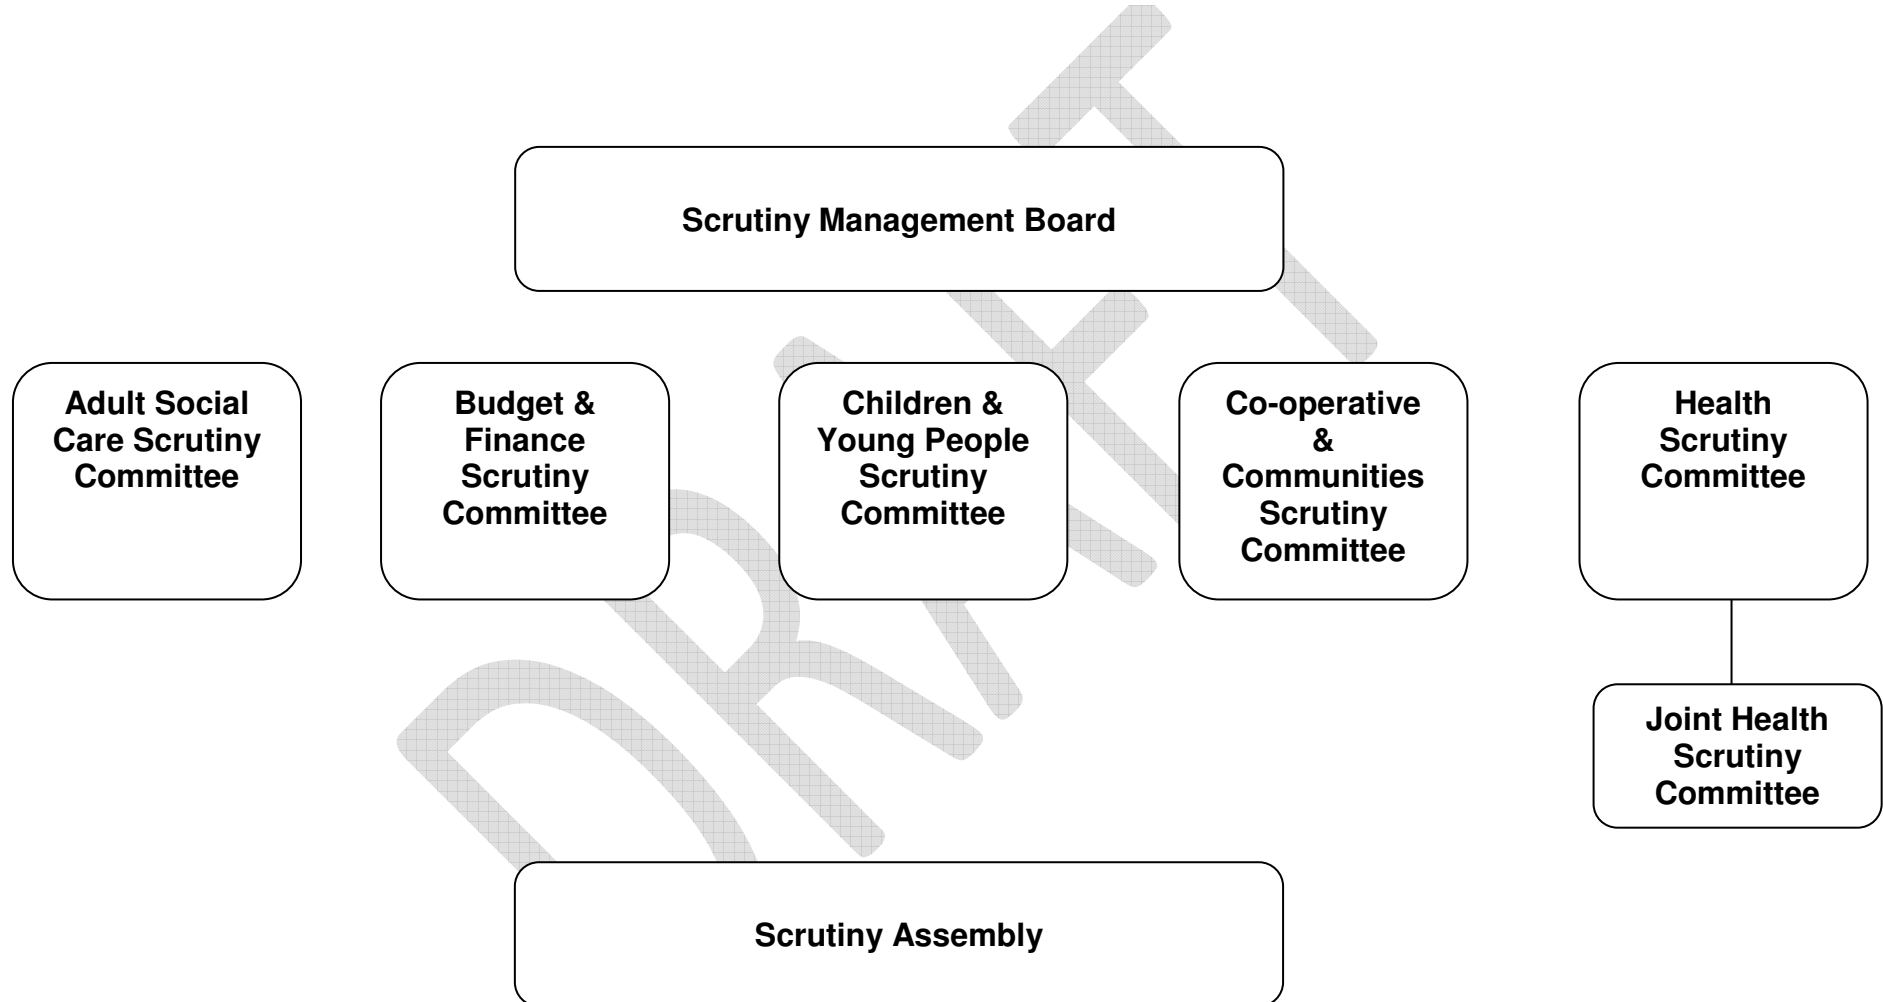 DRAFT
Scrutiny Management Board
Adult Social
Care Scrutiny
Committee
Budget &
Finance
Scrutiny
Committee
Children &
Young People
Scrutiny
Committee
Co-operative
&
Communities
Scrutiny
Committee
Health
Scrutiny
Committee
Joint Health
Scrutiny
Committee
Scrutiny Assembly